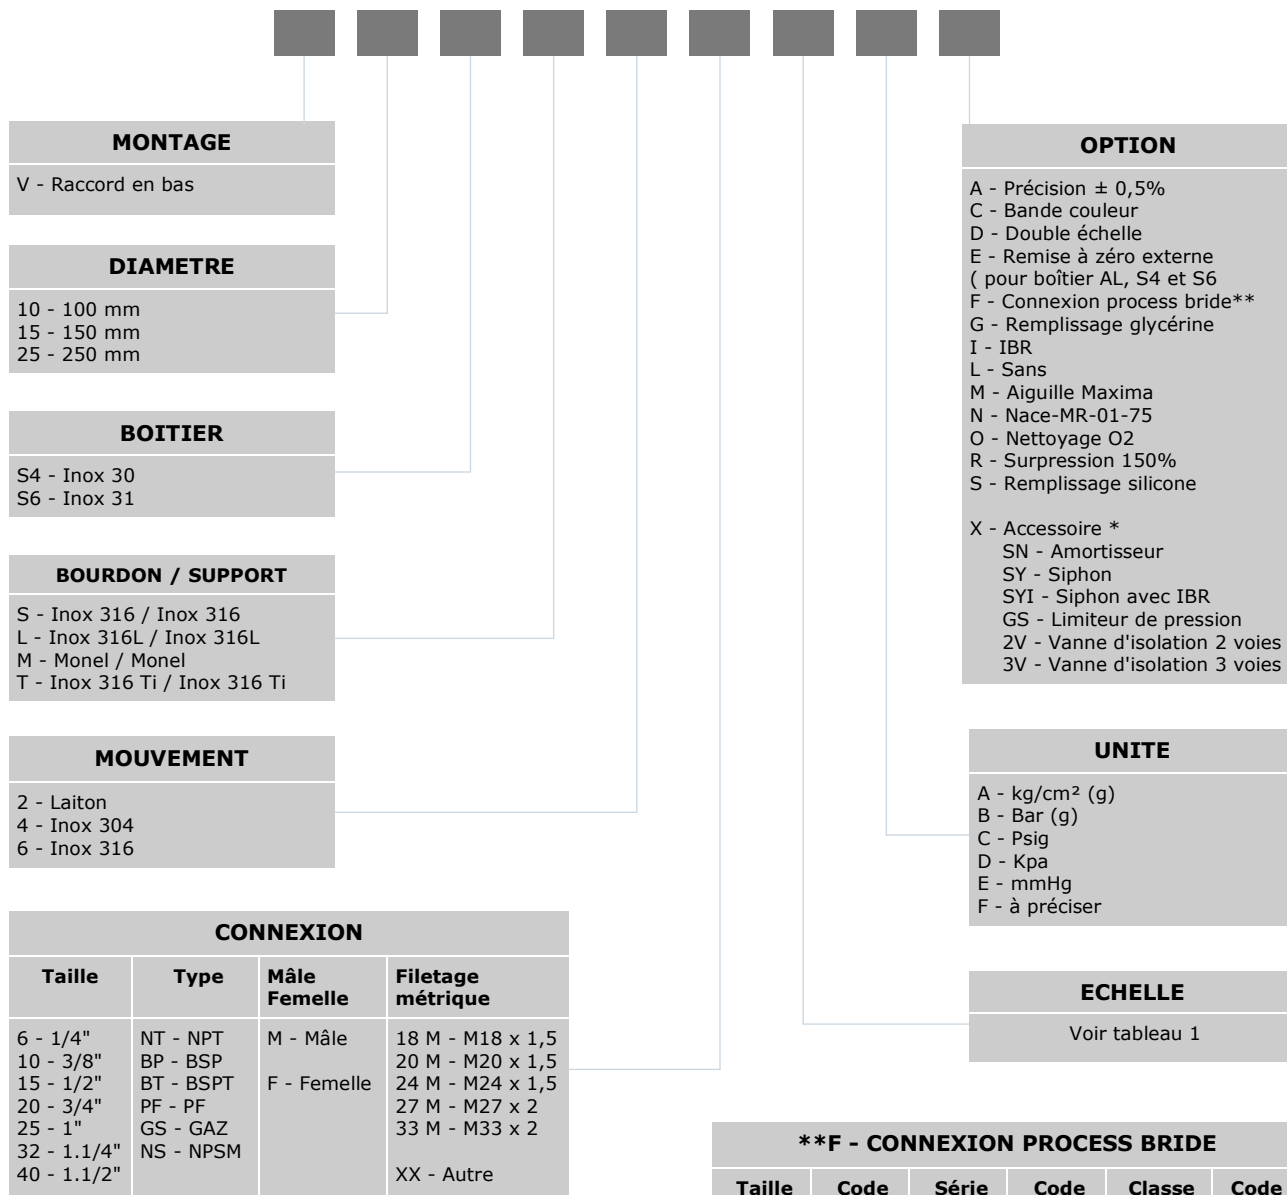 MONTAGE
V - Raccord en bas
DIAMETRE
10 - 100 mm
15 - 150 mm
25 - 250 mm
BOITIER
S4 - Inox 30
S6 - Inox 31
BOURDON / SUPPORT
S - Inox 316 / Inox 316
L - Inox 316L / Inox 316L
M - Monel / Monel
T - Inox 316 Ti / Inox 316 Ti
MOUVEMENT
2 - Laiton
4 - Inox 304
6 - Inox 316
CONNEXION
Taille Type Mâle Filetage
Femelle métrique
6 - 1/4" NT - NPT M - Mâle 18 M - M18 x 1,5
10 - 3/8" BP - BSP 20 M - M20 x 1,5
15 - 1/2" BT - BSPT F - Femelle 24 M - M24 x 1,5
20 - 3/4" PF - PF 27 M - M27 x 2
25 - 1" GS - GAZ 33 M - M33 x 2
32 - 1.1/4" NS - NPSM
40 - 1.1/2" XX - Autre
OPTION
A - Précision ± 0,5%
C - Bande couleur
D - Double échelle
E - Remise à zéro externe
( pour boîtier AL, S4 et S6
F - Connexion process bride**
G - Remplissage glycérine
I - IBR
L - Sans
M - Aiguille Maxima
N - Nace-MR-01-75
O - Nettoyage O2
R - Surpression 150%
S - Remplissage silicone
X - Accessoire *
SN - Amortisseur
SY - Siphon
SYI - Siphon avec IBR
GS - Limiteur de pression
2V - Vanne d'isolation 2 voies
3V - Vanne d'isolation 3 voies
UNITE
A - kg/cm² (g)
B - Bar (g)
C - Psig
D - Kpa
E - mmHg
F - à préciser
ECHELLE
Voir tableau 1
**F - CONNEXION PROCESS BRIDE
Taille Code Série Code Classe Code